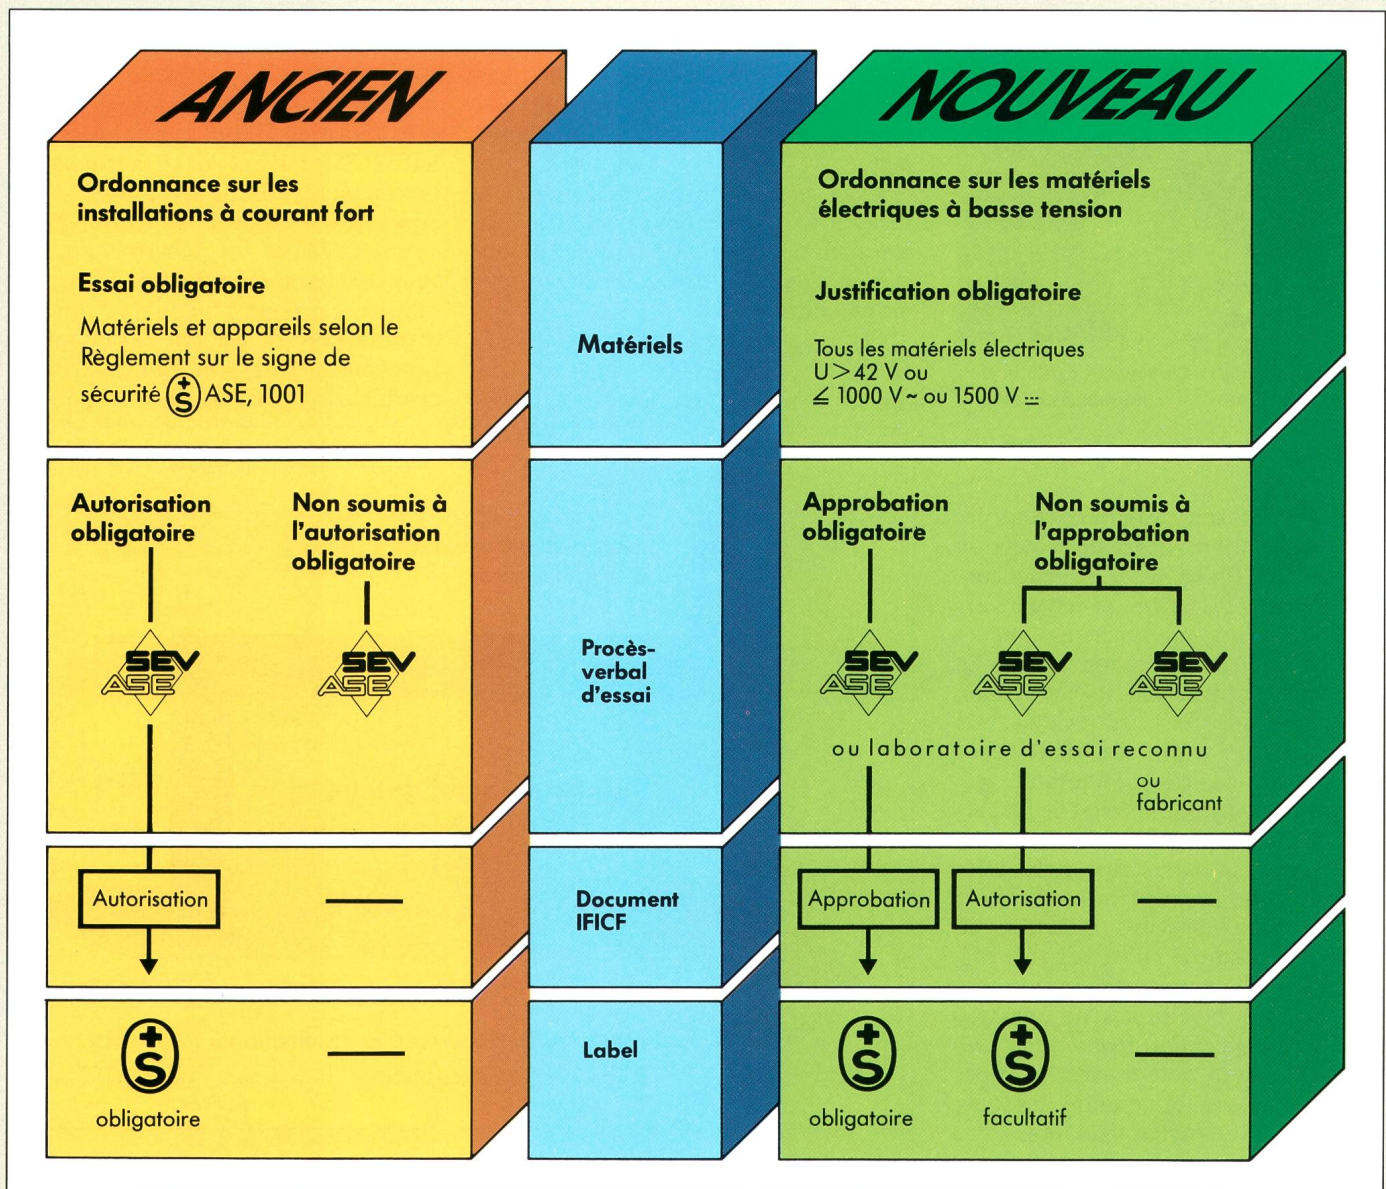 ANCIEN
NOUVEAU
Ordonnance sur les
installations à courant fort
Essai obligatoire
Matériels et appareils selon le
Règlement sur le signe de
sécurité +S ASE, 1001
Matériels
Ordonnance sur les matériels
électriques à basse tension
Justification obligatoire
Tous les matériels électriques
U > 42 V ou
≤ 1000 V ~ ou 1500 V ⎓
Autorisation
obligatoire
Non soumis à
l'autorisation
obligatoire
SEV
ASE
SEV
ASE
Procès-
verbal
d'essai
Approbation
obligatoire
Non soumis à
l'approbation
obligatoire
SEV
ASE
SEV
ASE
SEV
ASE
ou laboratoire d'essai reconnu
ou
fabricant
Autorisation
Document
IFICF
Approbation
Autorisation
+S
obligatoire
Label
+S
obligatoire
+S
facultatif